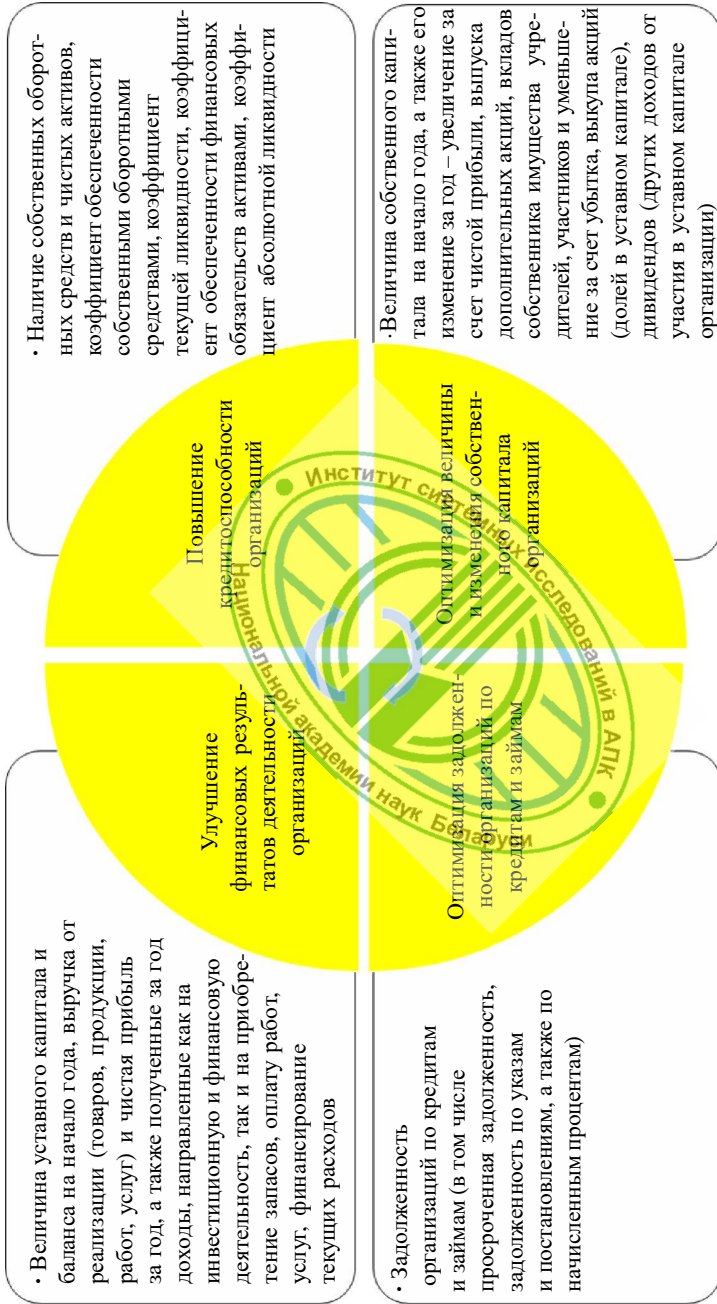 · Величина уставного капитала и
баланса на начало года, выручка от
реализации (товаров, продукции,
работ, услуг) и чистая прибыль
за год, а также полученные за год
доходы, направленные как на
инвестиционную и финансовую
деятельность, так и на приобре-
тение запасов, оплату работ,
услуг, финансирование
текущих расходов
Улучшение
финансовых резуль-
татов деятельности
организаций
Повышение
кредитоспособности
организаций
· Наличие собственных оборот-
ных средств и чистых активов,
коэффициент обеспеченности
собственными оборотными
средствами, коэффициент
текущей ликвидности, коэффици-
ент обеспеченности финансовых
обязательств активами, коэффи-
циент абсолютной ликвидности
· Задолженность
организаций по кредитам
и займам (в том числе
просроченная задолженность,
задолженность по указам
и постановлениям, а также по
начисленным процентам)
Оптимизация задолжен-
ности организаций по
кредитам и займам
Оптимизация величины
и изменения собствен-
ного капитала
организаций
·Величина собственного капи-
тала на начало года, а также его
изменение за год – увеличение за
счет чистой прибыли, выпуска
дополнительных акций, вкладов
собственника имущества учре-
дителей, участников и уменьше-
ние за счет убытка, выкупа акций
(долей в уставном капитале),
дивидендов (других доходов от
участия в уставном капитале
организации)
Институт системных исследований в АПК
Национальной академии наук Беларуси